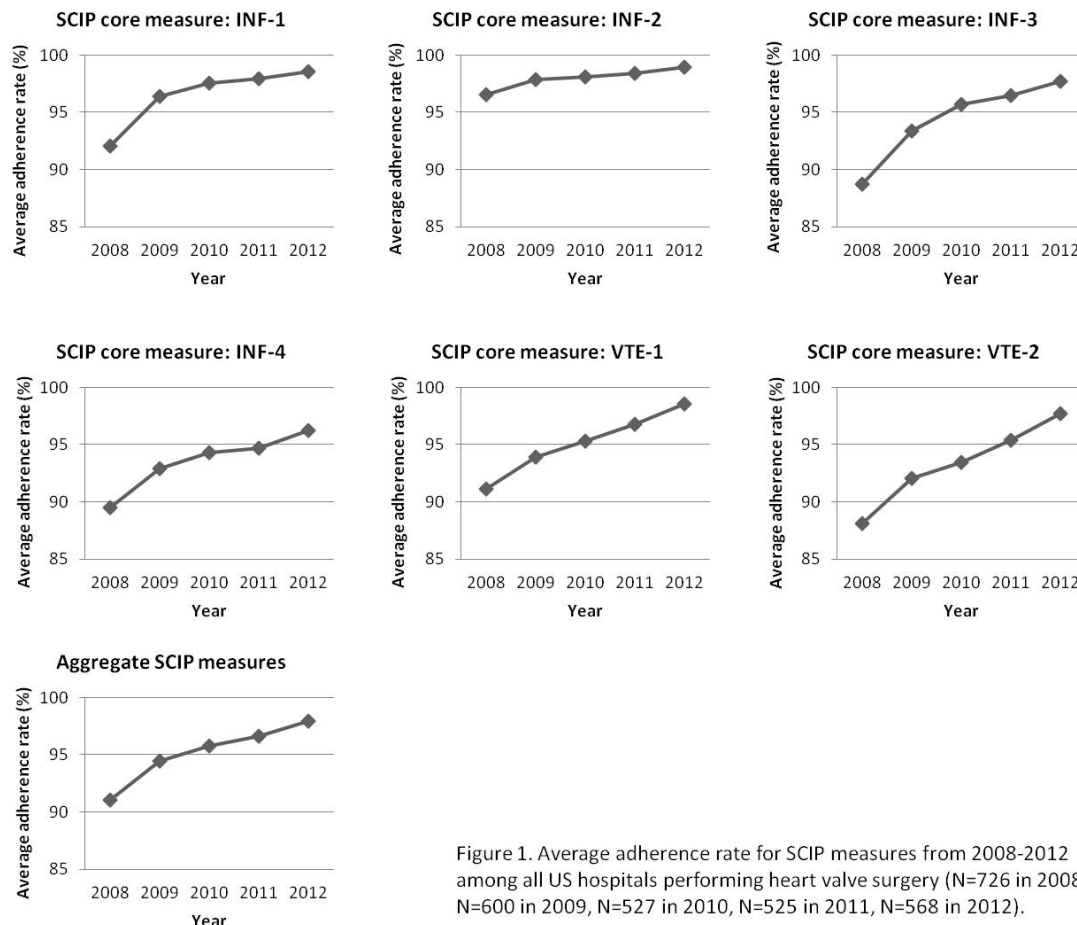 SCIP core measure: INF-1
Average adherence rate (%)
100
95
90
85
2008 2009 2010 2011 2012
Year
SCIP core measure: INF-2
Average adherence rate (%)
100
95
90
85
2008 2009 2010 2011 2012
Year
SCIP core measure: INF-3
Average adherence rate (%)
100
95
90
85
2008 2009 2010 2011 2012
Year
SCIP core measure: INF-4
Average adherence rate (%)
100
95
90
85
2008 2009 2010 2011 2012
Year
SCIP core measure: VTE-1
Average adherence rate (%)
100
95
90
85
2008 2009 2010 2011 2012
Year
SCIP core measure: VTE-2
Average adherence rate (%)
100
95
90
85
2008 2009 2010 2011 2012
Year
Aggregate SCIP measures
Average adherence rate (%)
100
95
90
85
2008 2009 2010 2011 2012
Year
Figure 1. Average adherence rate for SCIP measures from 2008-2012
among all US hospitals performing heart valve surgery (N=726 in 2008
N=600 in 2009, N=527 in 2010, N=525 in 2011, N=568 in 2012).